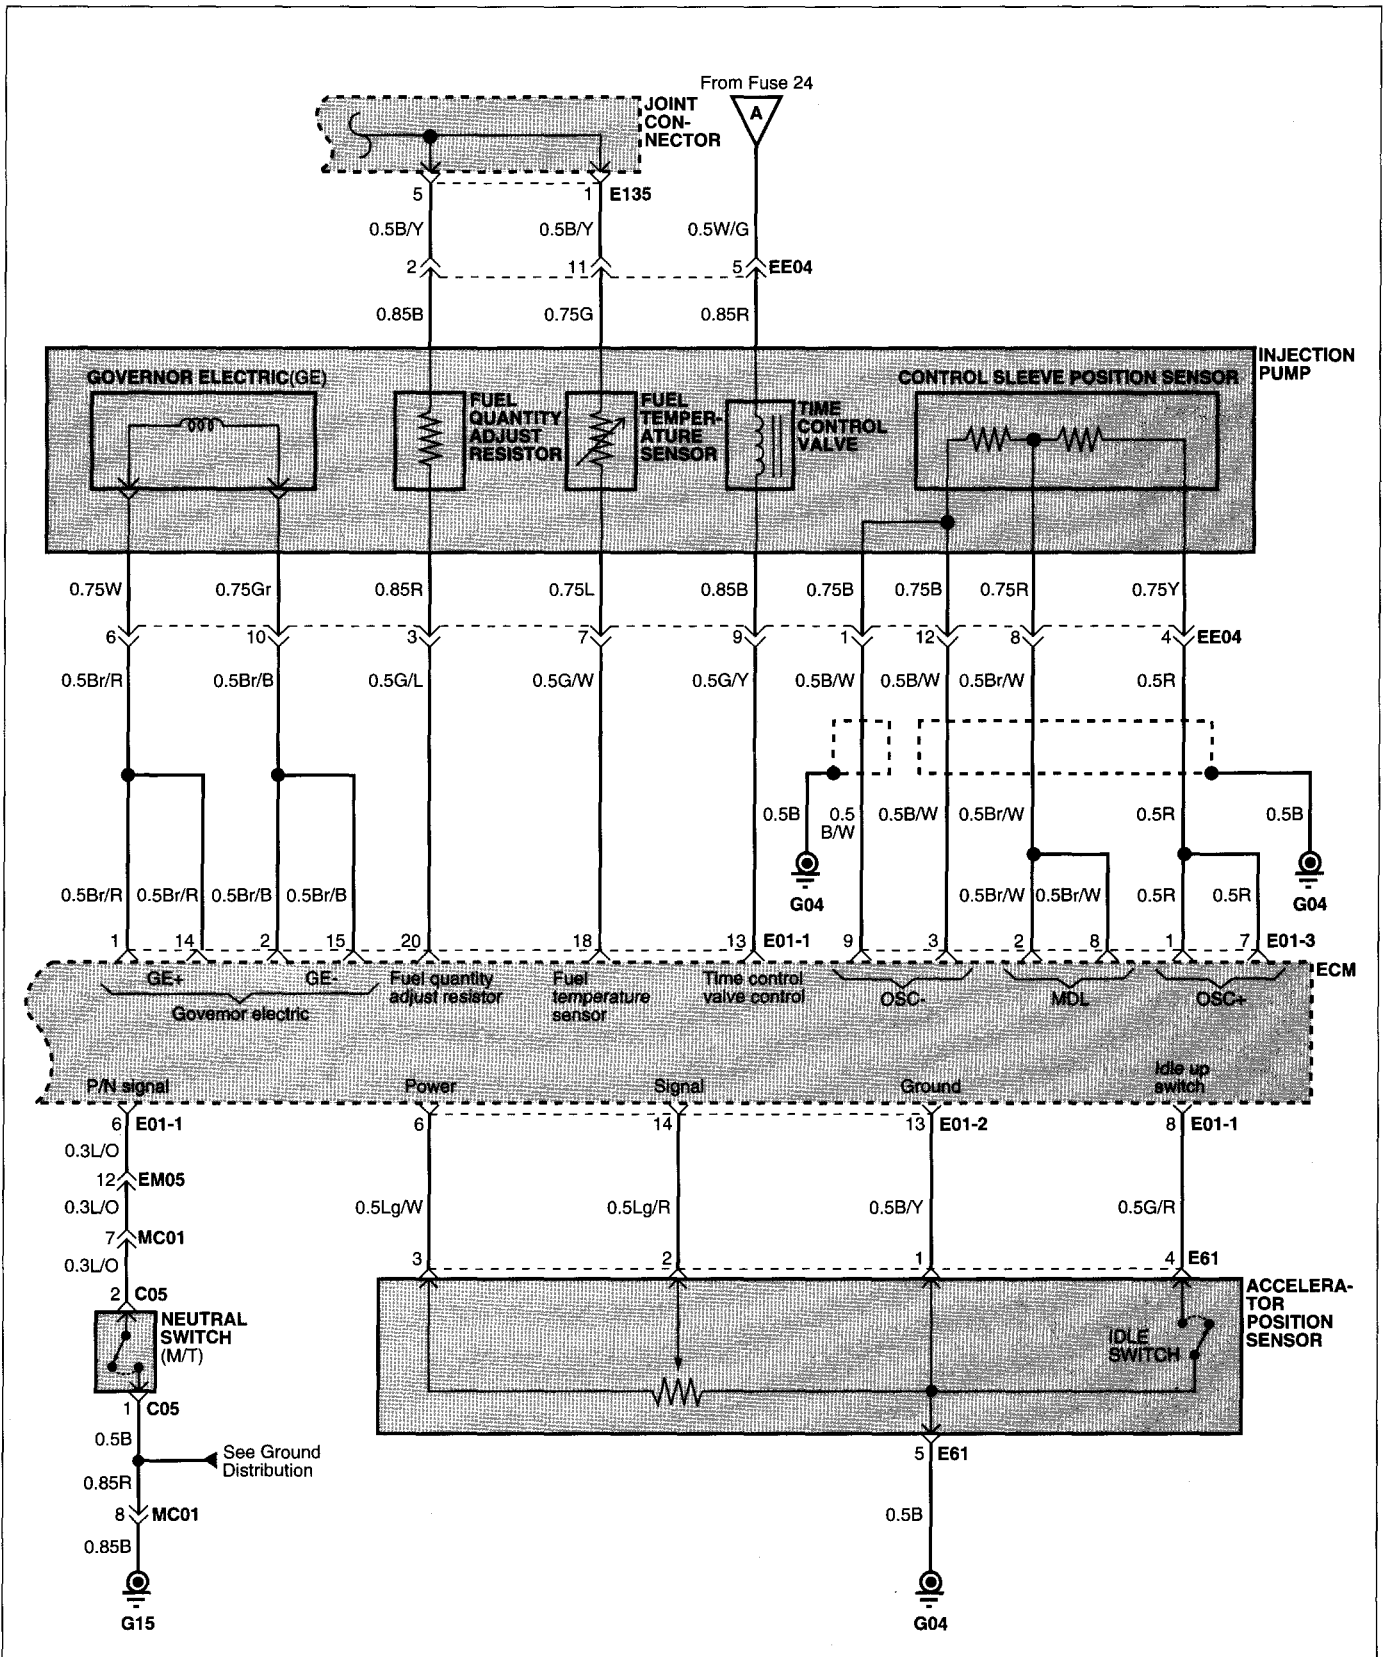 From Fuse 24
A
JOINT
CON-
NECTOR
5 1 E135
0.5B/Y 0.5B/Y 0.5W/G
2 11 5 EE04
0.85B 0.75G 0.85R
INJECTION
PUMP
GOVERNOR ELECTRIC(GE)
FUEL
QUANTITY
ADJUST
RESISTOR
FUEL
TEMPER-
ATURE
SENSOR
TIME
CONTROL
VALVE
CONTROL SLEEVE POSITION SENSOR
0.75W 0.75Gr 0.85R 0.75L 0.85B 0.75B 0.75B 0.75R 0.75Y
6 10 3 7 9 1 12 8 4 EE04
0.5Br/R 0.5Br/B 0.5G/L 0.5G/W 0.5G/Y 0.5B/W 0.5B/W 0.5Br/W 0.5R
0.5B 0.5
B/W
0.5B/W 0.5Br/W 0.5R 0.5B
G04
G04
0.5Br/R 0.5Br/R 0.5Br/B 0.5Br/B 0.5Br/W 0.5Br/W 0.5R 0.5R
1 14 2 15 20 18 13 E01-1 9 3 2 8 1 7 E01-3
ECM
GE+ GE-
Governor electric
Fuel quantity
adjust resistor
Fuel
temperature
sensor
Time control
valve control
OSC- MDL OSC+
P/N signal Power Signal Ground
Idle up
switch
6 E01-1 6 14 13 E01-2 8 E01-1
0.3L/O
12 EM05
0.3L/O 0.5Lg/W 0.5Lg/R 0.5B/Y 0.5G/R
7 MC01
0.3L/O
3 2 1 4 E61
2 C05
NEUTRAL
SWITCH
(M/T)
ACCELERA-
TOR
POSITION
SENSOR
IDLE
SWITCH
1 C05
0.5B
See Ground
Distribution
5 E61
0.85R
8 MC01
0.5B
0.85B
G15
G04